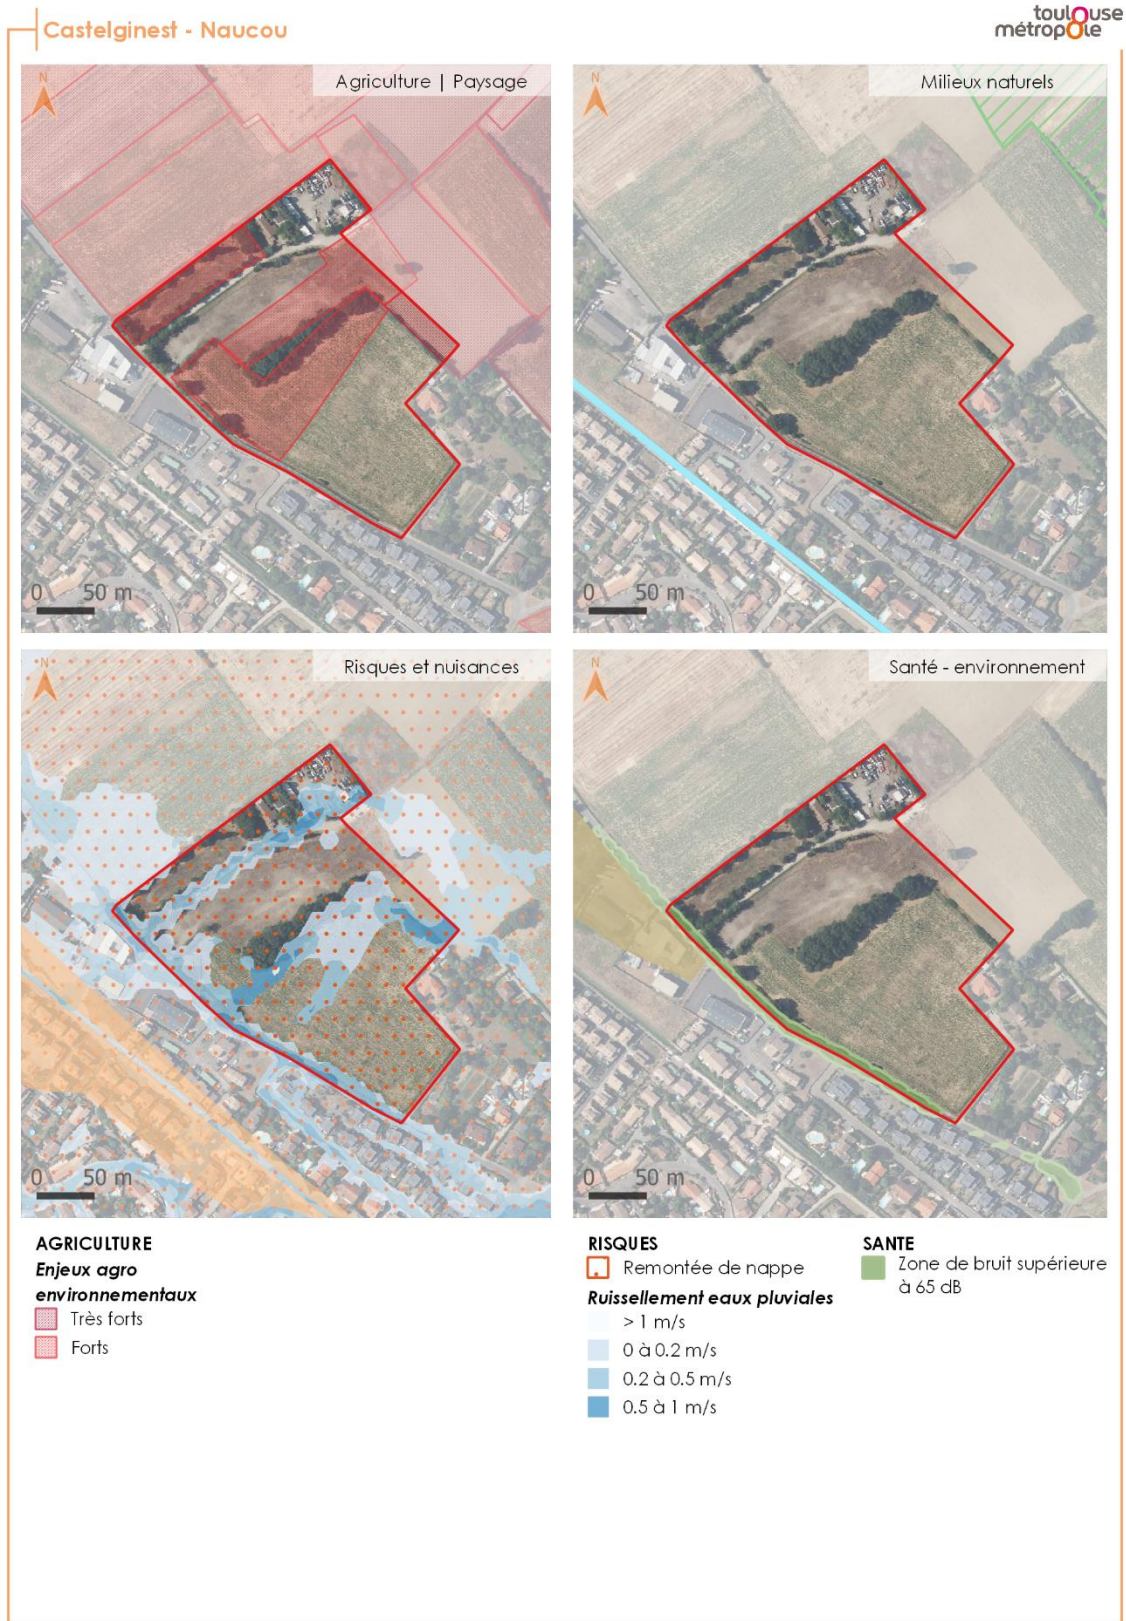 Castelginest - Naucou
toulouse
métropole
N
Agriculture | Paysage
0 50 m
N
Milieux naturels
0 50 m
N
Risques et nuisances
0 50 m
N
Santé - environnement
0 50 m
AGRICULTURE
Enjeux agro
environnementaux
Très forts
Forts
RISQUES
Remontée de nappe
Ruissellement eaux pluviales
> 1 m/s
0 à 0.2 m/s
0.2 à 0.5 m/s
0.5 à 1 m/s
SANTE
Zone de bruit supérieure
à 65 dB